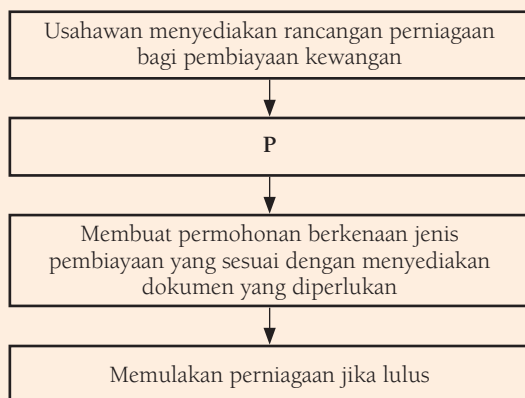 Usahawan menyediakan rancangan perniagaan
bagi pembiayaan kewangan
P
Membuat permohonan berkenaan jenis
pembiayaan yang sesuai dengan menyediakan
dokumen yang diperlukan
Memulakan perniagaan jika lulus